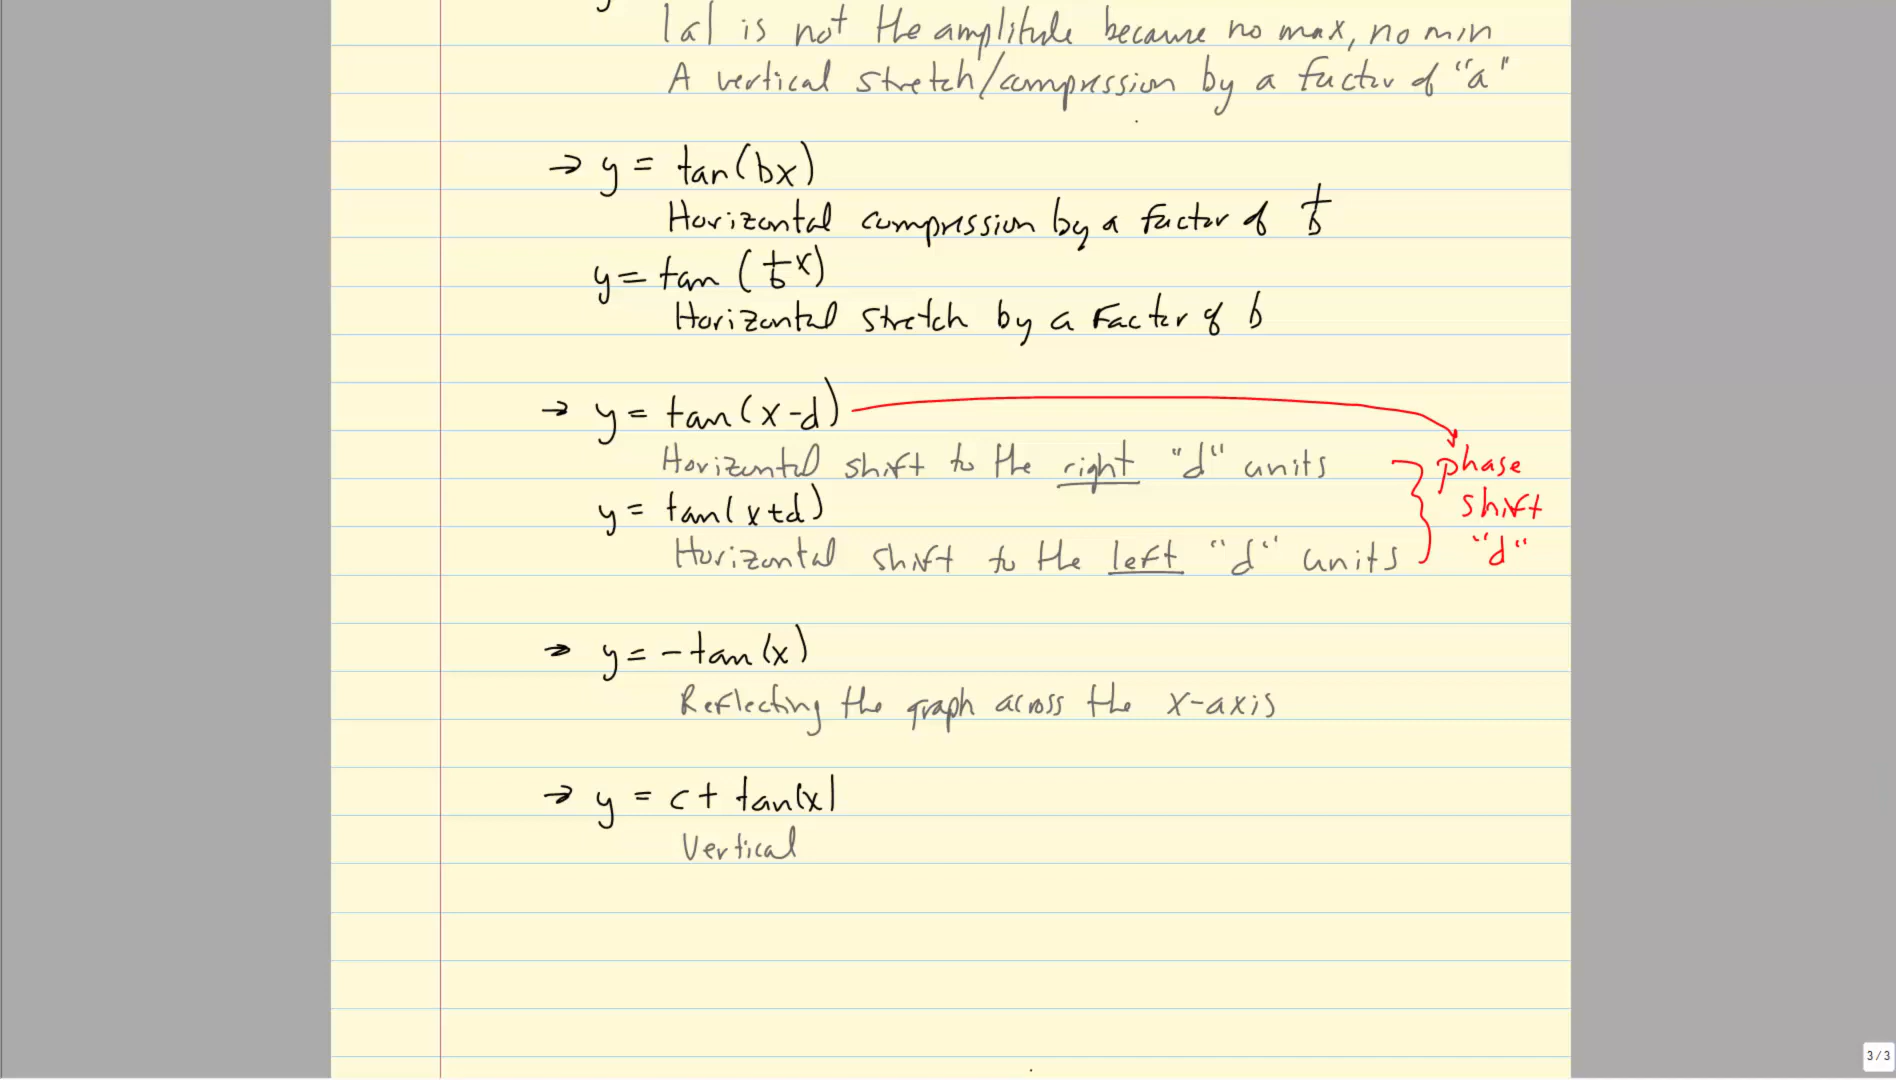 |a| is not the amplitude because no max, no min
A vertical stretch/compression by a factor of "a"
→ y = tan(bx)
Horizontal compression by a factor of 1/b
y = tan (1/b x)
Horizontal stretch by a Factor of b
→ y = tan(x-d)
Horizontal shift to the right "d" units
y = tan(x+d)
Horizontal shift to the left "d" units
phase
shift
"d"
→ y = -tan(x)
Reflecting the graph across the x-axis
→ y = c + tan(x)
Vertical
3/3